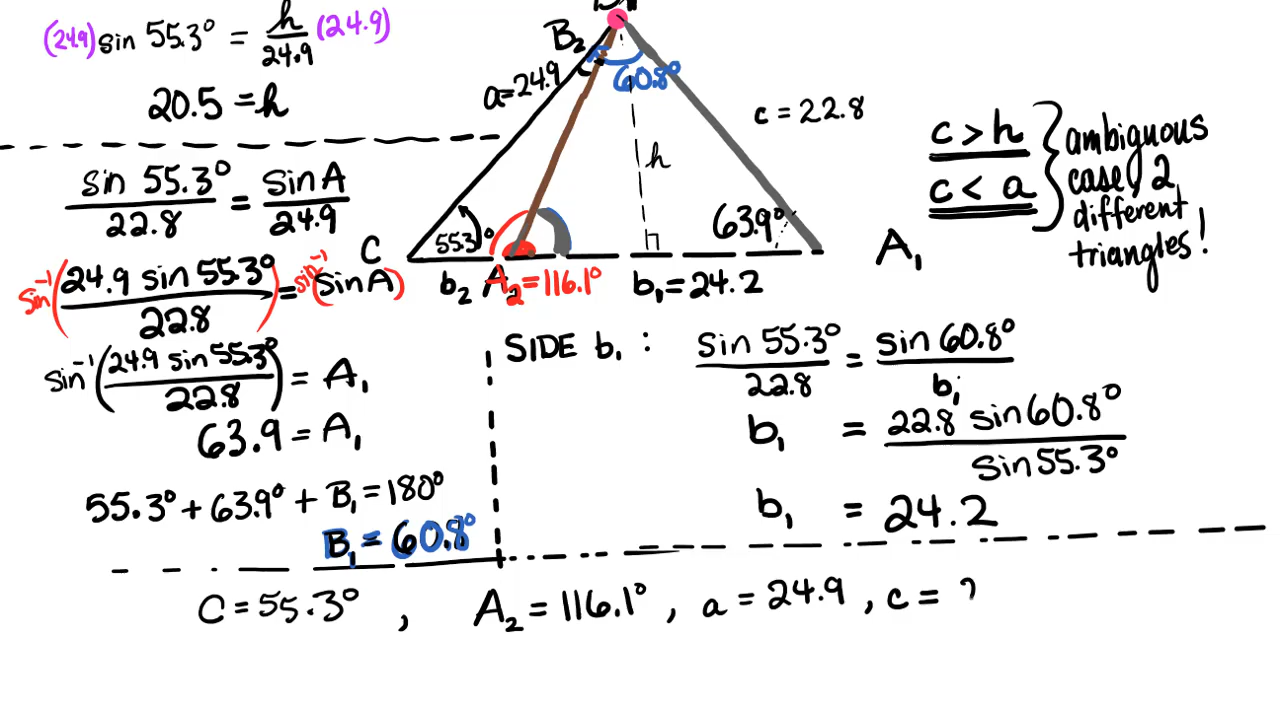 (24.9) sin 55.3° = h/24.9 (24.9)
20.5 = h
sin 55.3°/22.8 = sin A/24.9
sin⁻¹(24.9 sin 55.3°/22.8) = sin⁻¹(sin A)
sin⁻¹(24.9 sin 55.3°/22.8) = A₁
63.9 = A₁
55.3° + 63.9° + B₁ = 180°
B₁ = 60.8°
B₂
a = 24.9
60.8°
c = 22.8
h
C
55.3°
63.9°
A₁
b₂
A₂ = 116.1°
b₁ = 24.2
c > h
c < a
ambiguous
case, 2
different
triangles!
SIDE b₁ :
sin 55.3°/22.8 = sin 60.8°/b₁
b₁ = 22.8 sin 60.8°/sin 55.3°
b₁ = 24.2
C = 55.3° , A₂ = 116.1° , a = 24.9 , c =